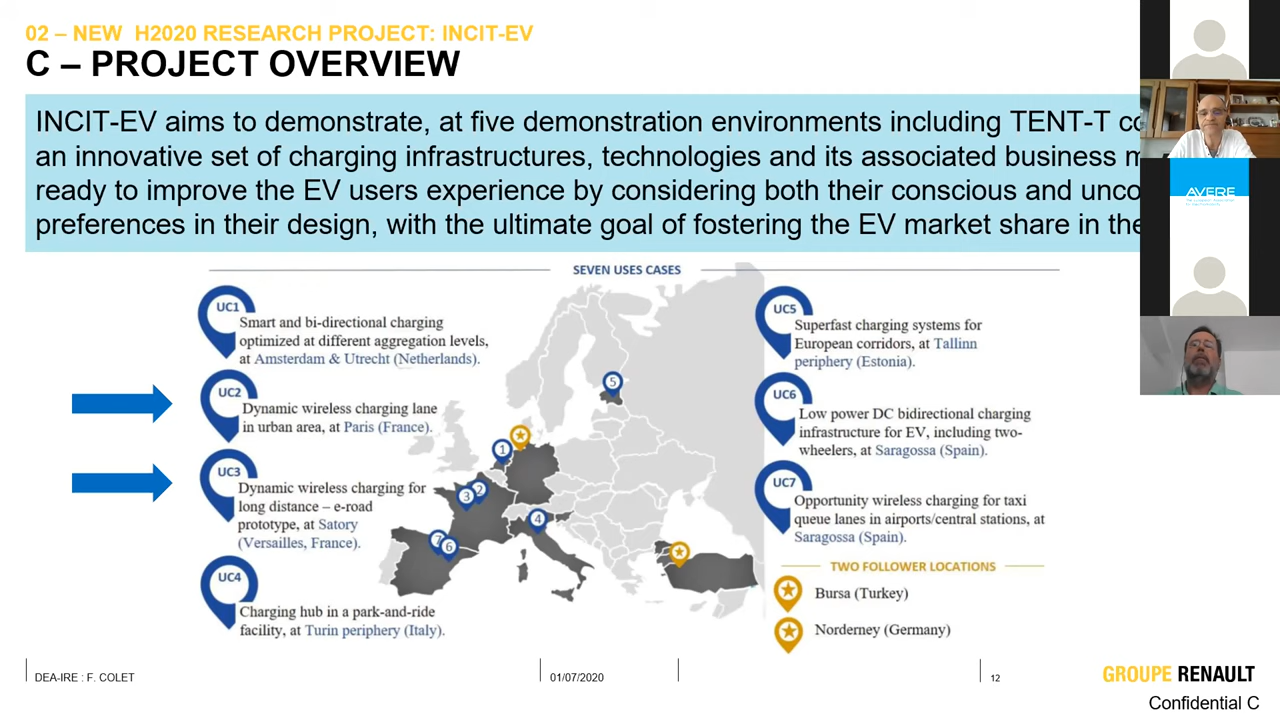 02 – NEW H2020 RESEARCH PROJECT: INCIT-EV
C – PROJECT OVERVIEW
INCIT-EV aims to demonstrate, at five demonstration environments including TENT-T
an innovative set of charging infrastructures, technologies and its associated business
ready to improve the EV users experience by considering both their conscious and
preferences in their design, with the ultimate goal of fostering the EV market share in
AVERE
SEVEN USES CASES
UC1
Smart and bi-directional charging
optimized at different aggregation levels,
at Amsterdam & Utrecht (Netherlands).
UC2
Dynamic wireless charging lane
in urban area, at Paris (France).
UC3
Dynamic wireless charging for
long distance – e-road
prototype, at Satory
(Versailles, France).
UC4
Charging hub in a park-and-ride
facility, at Turin periphery (Italy).
5
1
2
3
4
7
6
UC5
Superfast charging systems for
European corridors, at Tallinn
periphery (Estonia).
UC6
Low power DC bidirectional charging
infrastructure for EV, including two-
wheelers, at Saragossa (Spain).
UC7
Opportunity wireless charging for taxi
queue lanes in airports/central stations, at
Saragossa (Spain).
TWO FOLLOWER LOCATIONS
Bursa (Turkey)
Norderney (Germany)
DEA-IRE : F. COLET
01/07/2020
12
GROUPE RENAULT
Confidential C